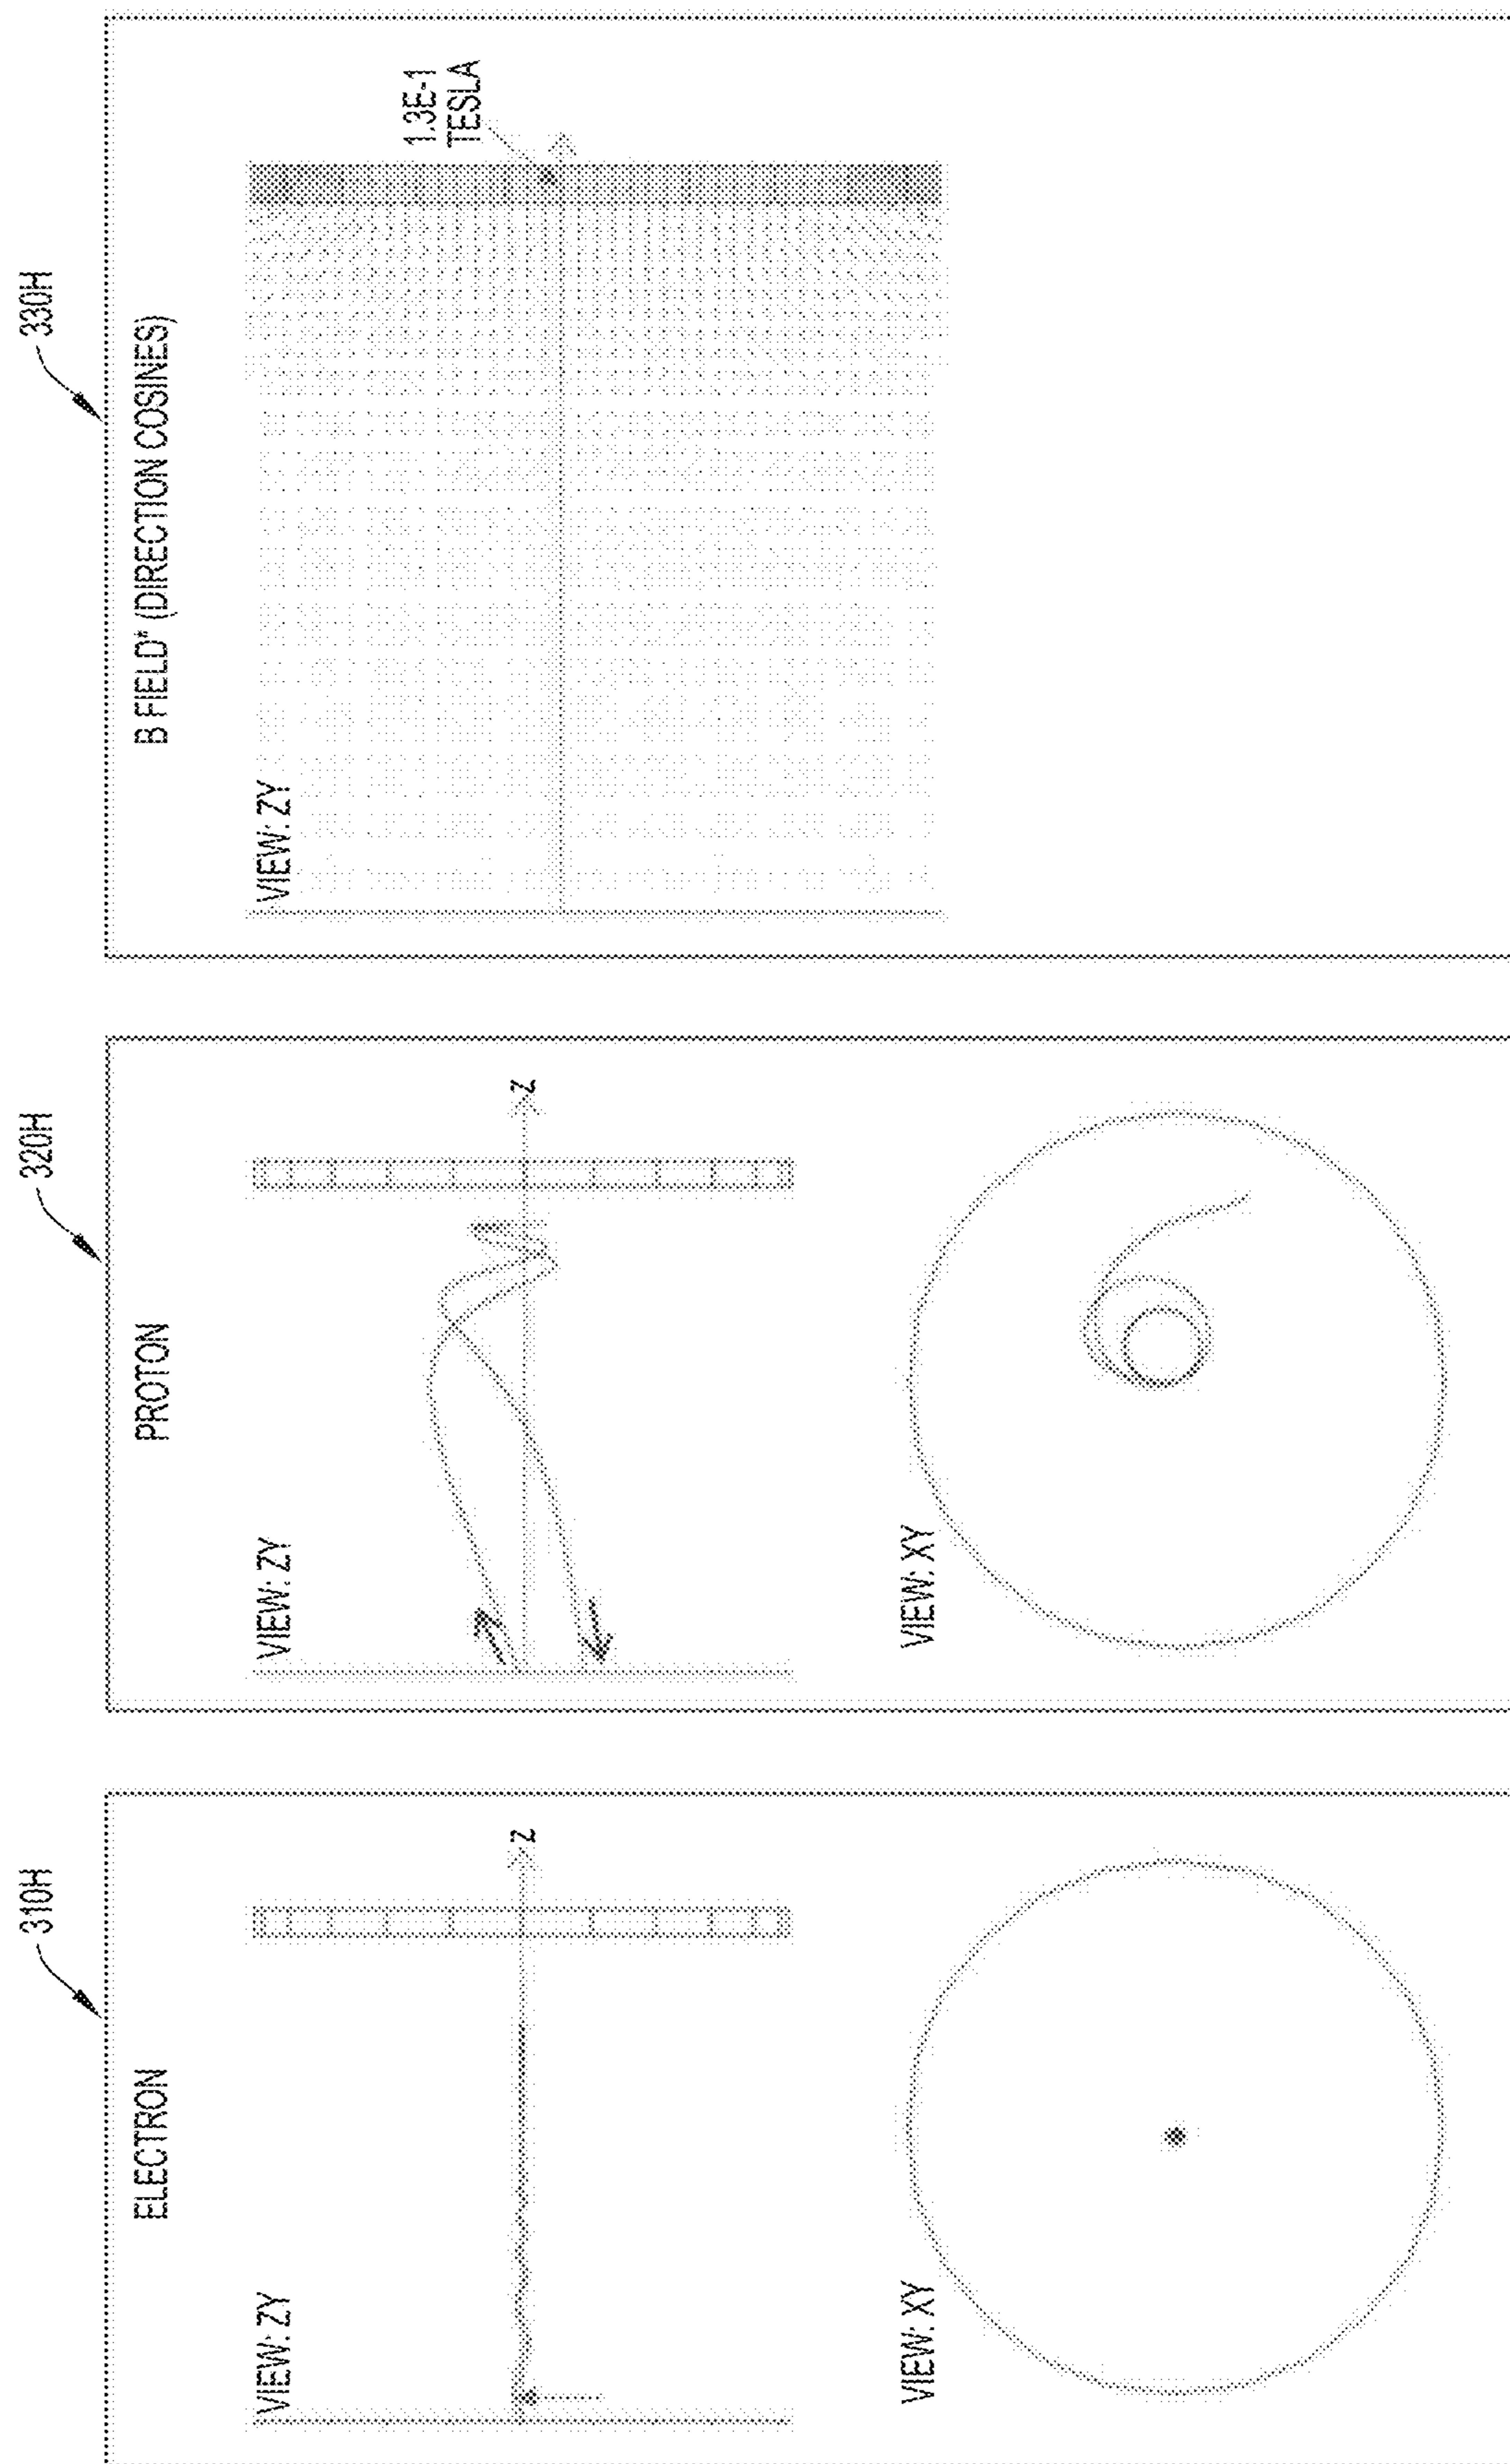 310H
ELECTRON
VIEW: ZY
Z
VIEW: XY
320H
PROTON
VIEW: ZY
Z
VIEW: XY
330H
B FIELD* (DIRECTION COSINES)
VIEW: ZY
1.3E-1
TESLA